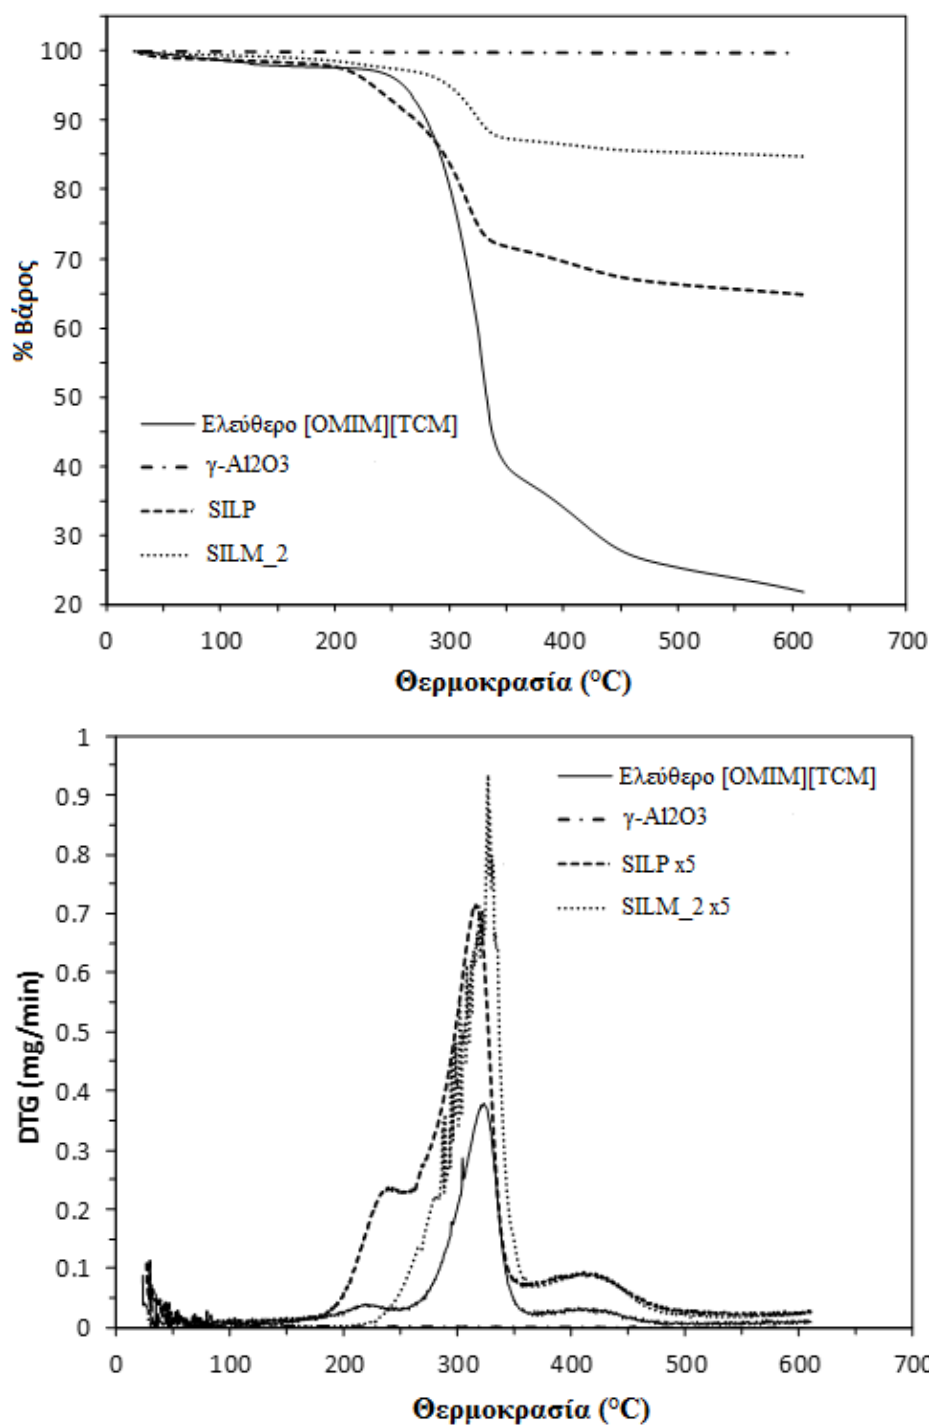 100
90
80
70
60
50
40
30
20
% Βάρος
Ελεύθερο [OMIM][TCM]
γ-Al2O3
SILP
SILM_2
0 100 200 300 400 500 600 700
Θερμοκρασία (°C)
1
0.9
0.8
0.7
0.6
0.5
0.4
0.3
0.2
0.1
0
DTG (mg/min)
Ελεύθερο [OMIM][TCM]
γ-Al2O3
SILP x5
SILM_2 x5
0 100 200 300 400 500 600 700
Θερμοκρασία (°C)